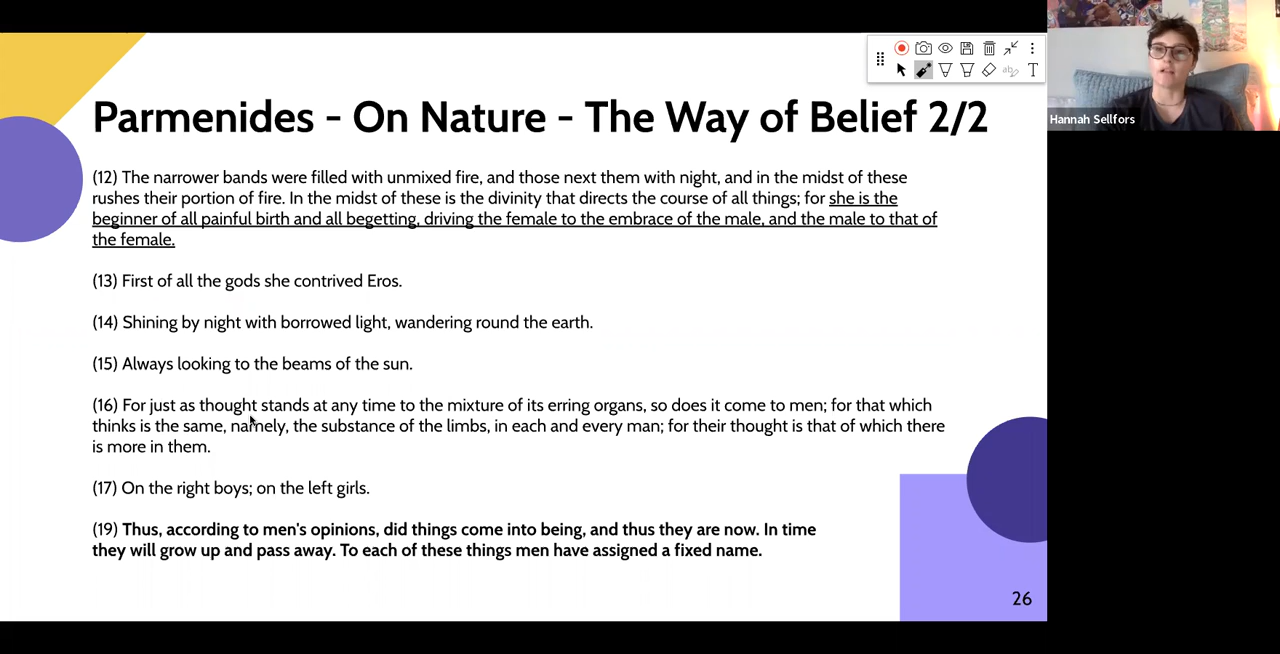 Parmenides - On Nature - The Way of Belief 2/2
Hannah Sellfors
(12) The narrower bands were filled with unmixed fire, and those next them with night, and in the midst of these
rushes their portion of fire. In the midst of these is the divinity that directs the course of all things; for she is the
beginner of all painful birth and all begetting, driving the female to the embrace of the male, and the male to that of
the female.
(13) First of all the gods she contrived Eros.
(14) Shining by night with borrowed light, wandering round the earth.
(15) Always looking to the beams of the sun.
(16) For just as thought stands at any time to the mixture of its erring organs, so does it come to men; for that which
thinks is the same, namely, the substance of the limbs, in each and every man; for their thought is that of which there
is more in them.
(17) On the right boys; on the left girls.
(19) Thus, according to men's opinions, did things come into being, and thus they are now. In time
they will grow up and pass away. To each of these things men have assigned a fixed name.
26